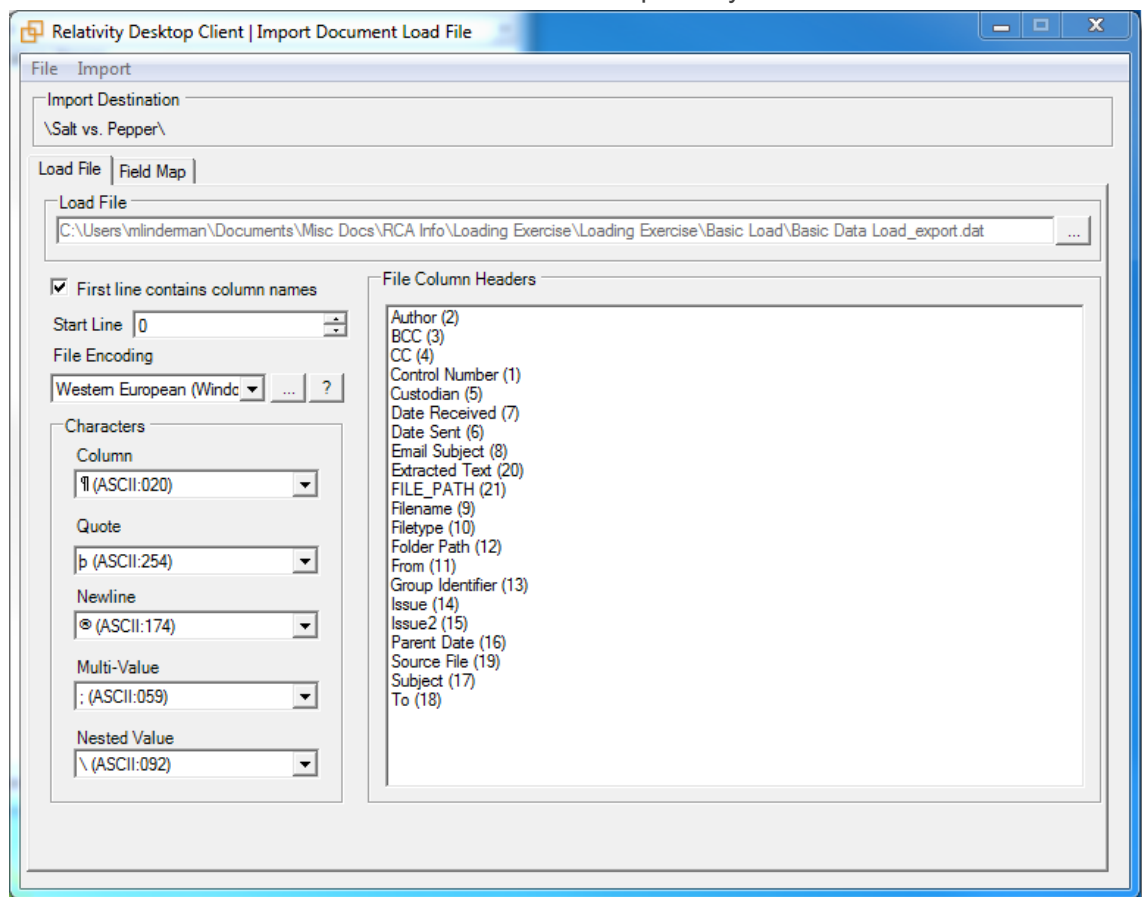 Relativity Desktop Client | Import Document Load File
File Import
Import Destination
\Salt vs. Pepper\
Load File Field Map
Load File
C:\Users\mlinderman\Documents\Misc Docs\RCA Info\Loading Exercise\Loading Exercise\Basic Load\Basic Data Load_export.dat ...
First line contains column names
Start Line 0
File Encoding
Western European (Windc ... ?
Characters
Column
¶ (ASCII:020)
Quote
þ (ASCII:254)
Newline
® (ASCII:174)
Multi-Value
; (ASCII:059)
Nested Value
\ (ASCII:092)
File Column Headers
Author (2)
BCC (3)
CC (4)
Control Number (1)
Custodian (5)
Date Received (7)
Date Sent (6)
Email Subject (8)
Extracted Text (20)
FILE_PATH (21)
Filename (9)
Filetype (10)
Folder Path (12)
From (11)
Group Identifier (13)
Issue (14)
Issue2 (15)
Parent Date (16)
Source File (19)
Subject (17)
To (18)